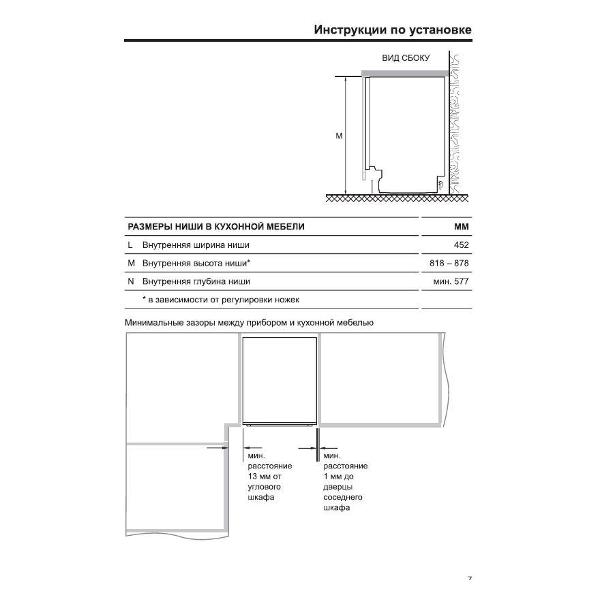 Инструкции по установке
ВИД СБОКУ
M
РАЗМЕРЫ НИШИ В КУХОННОЙ МЕБЕЛИ ММ
L Внутренняя ширина ниши 452
M Внутренняя высота ниши* 818 – 878
N Внутренняя глубина ниши мин. 577
* в зависимости от регулировки ножек
Минимальные зазоры между прибором и кухонной мебелью
мин.
расстояние
13 мм от
углового
шкафа
мин.
расстояние
1 мм до
дверцы
соседнего
шкафа
7